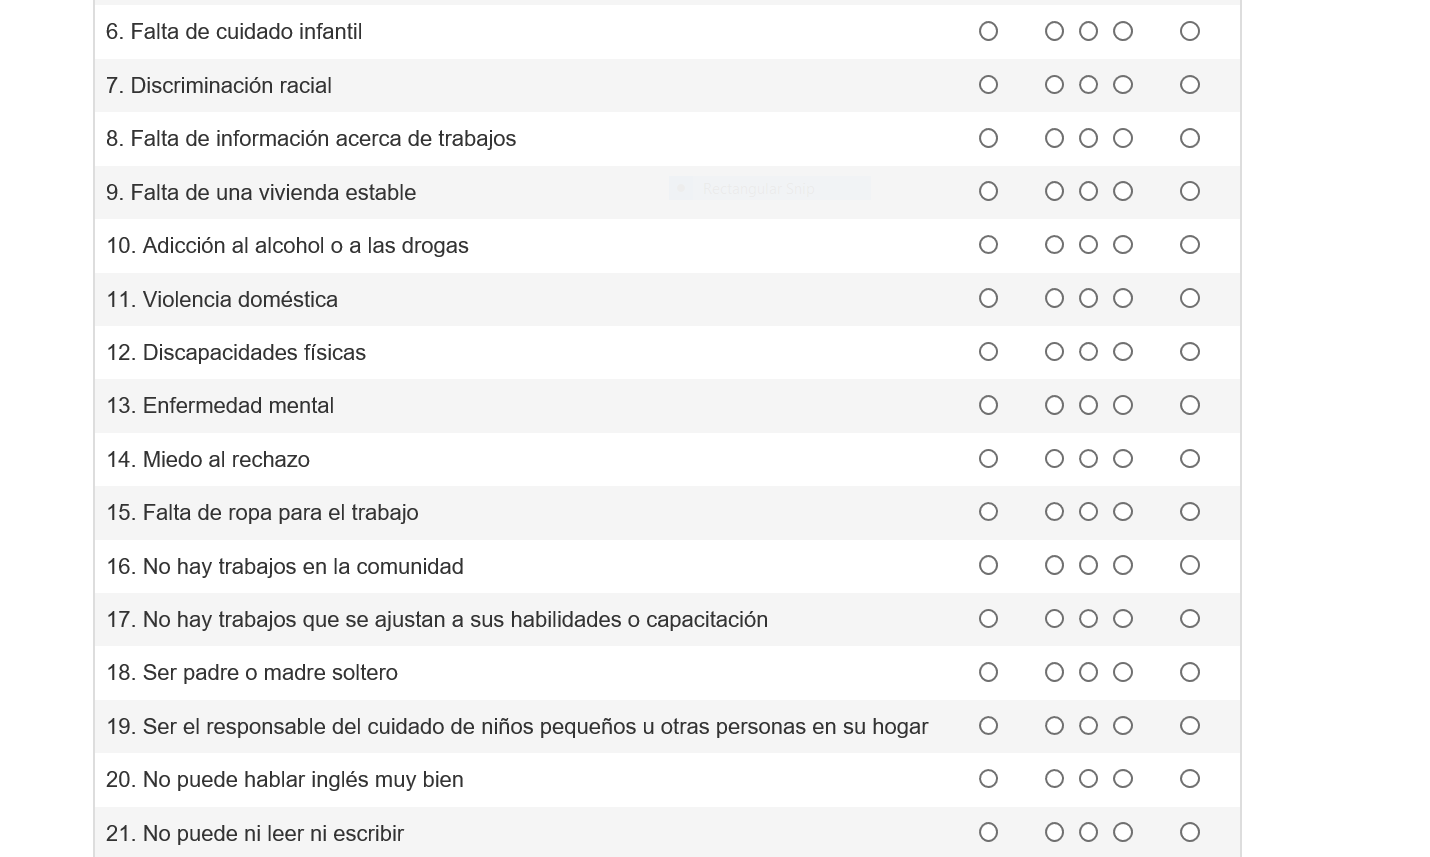 6. Falta de cuidado infantil
7. Discriminación racial
8. Falta de información acerca de trabajos
9. Falta de una vivienda estable
Rectangular Snip
10. Adicción al alcohol o a las drogas
11. Violencia doméstica
12. Discapacidades físicas
13. Enfermedad mental
14. Miedo al rechazo
15. Falta de ropa para el trabajo
16. No hay trabajos en la comunidad
17. No hay trabajos que se ajustan a sus habilidades o capacitación
18. Ser padre o madre soltero
19. Ser el responsable del cuidado de niños pequeños u otras personas en su hogar
20. No puede hablar inglés muy bien
21. No puede ni leer ni escribir